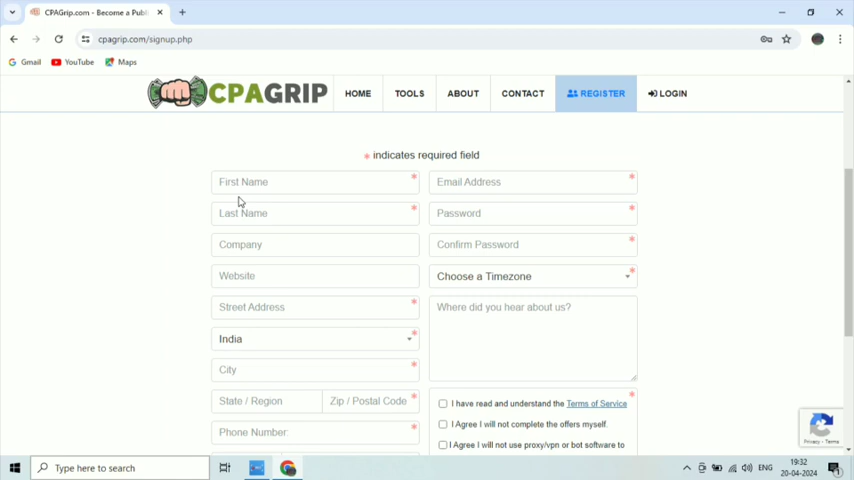 CPAGrip.com - Become a Publ
cpagrip.com/signup.php
Gmail YouTube Maps
CPAGRIP HOME TOOLS ABOUT CONTACT REGISTER LOGIN
* indicates required field
First Name *
Email Address *
Last Name *
Password *
Company
Confirm Password *
Website
Choose a Timezone *
Street Address *
Where did you hear about us?
India *
City *
State / Region
Zip / Postal Code *
Phone Number: *
I have read and understand the Terms of Service *
I Agree I will not complete the offers myself.
I Agree I will not use proxy/vpn or bot software to
Privacy - Terms
Type here to search
ENG
19:32
20-04-2024
1